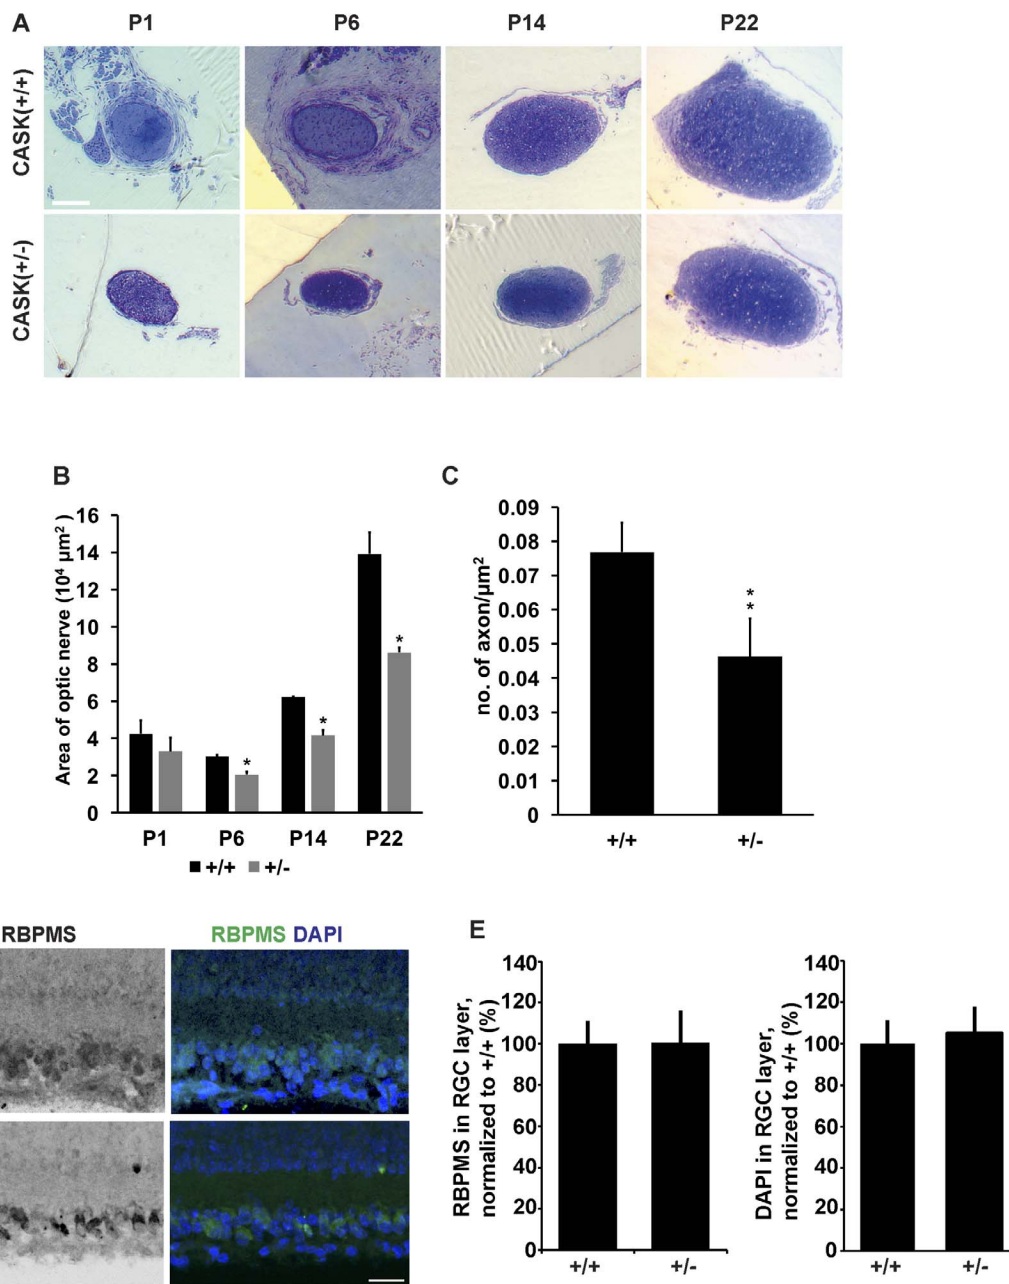 A
P1 P6 P14 P22
CASK(+/+)
CASK(+/-)
B
Area of optic nerve (10⁴ µm²)
16
14
12
10
8
6
4
2
0
*
*
*
P1 P6 P14 P22
+/+ +/-
C
no. of axon/µm²
0.09
0.08
0.07
0.06
0.05
0.04
0.03
0.02
0.01
0
*
*
+/+ +/-
RBPMS RBPMS DAPI
E
RBPMS in RGC layer,
normalized to +/+ (%)
140
120
100
80
60
40
20
0
+/+ +/-
DAPI in RGC layer,
normalized to +/+ (%)
140
120
100
80
60
40
20
0
+/+ +/-